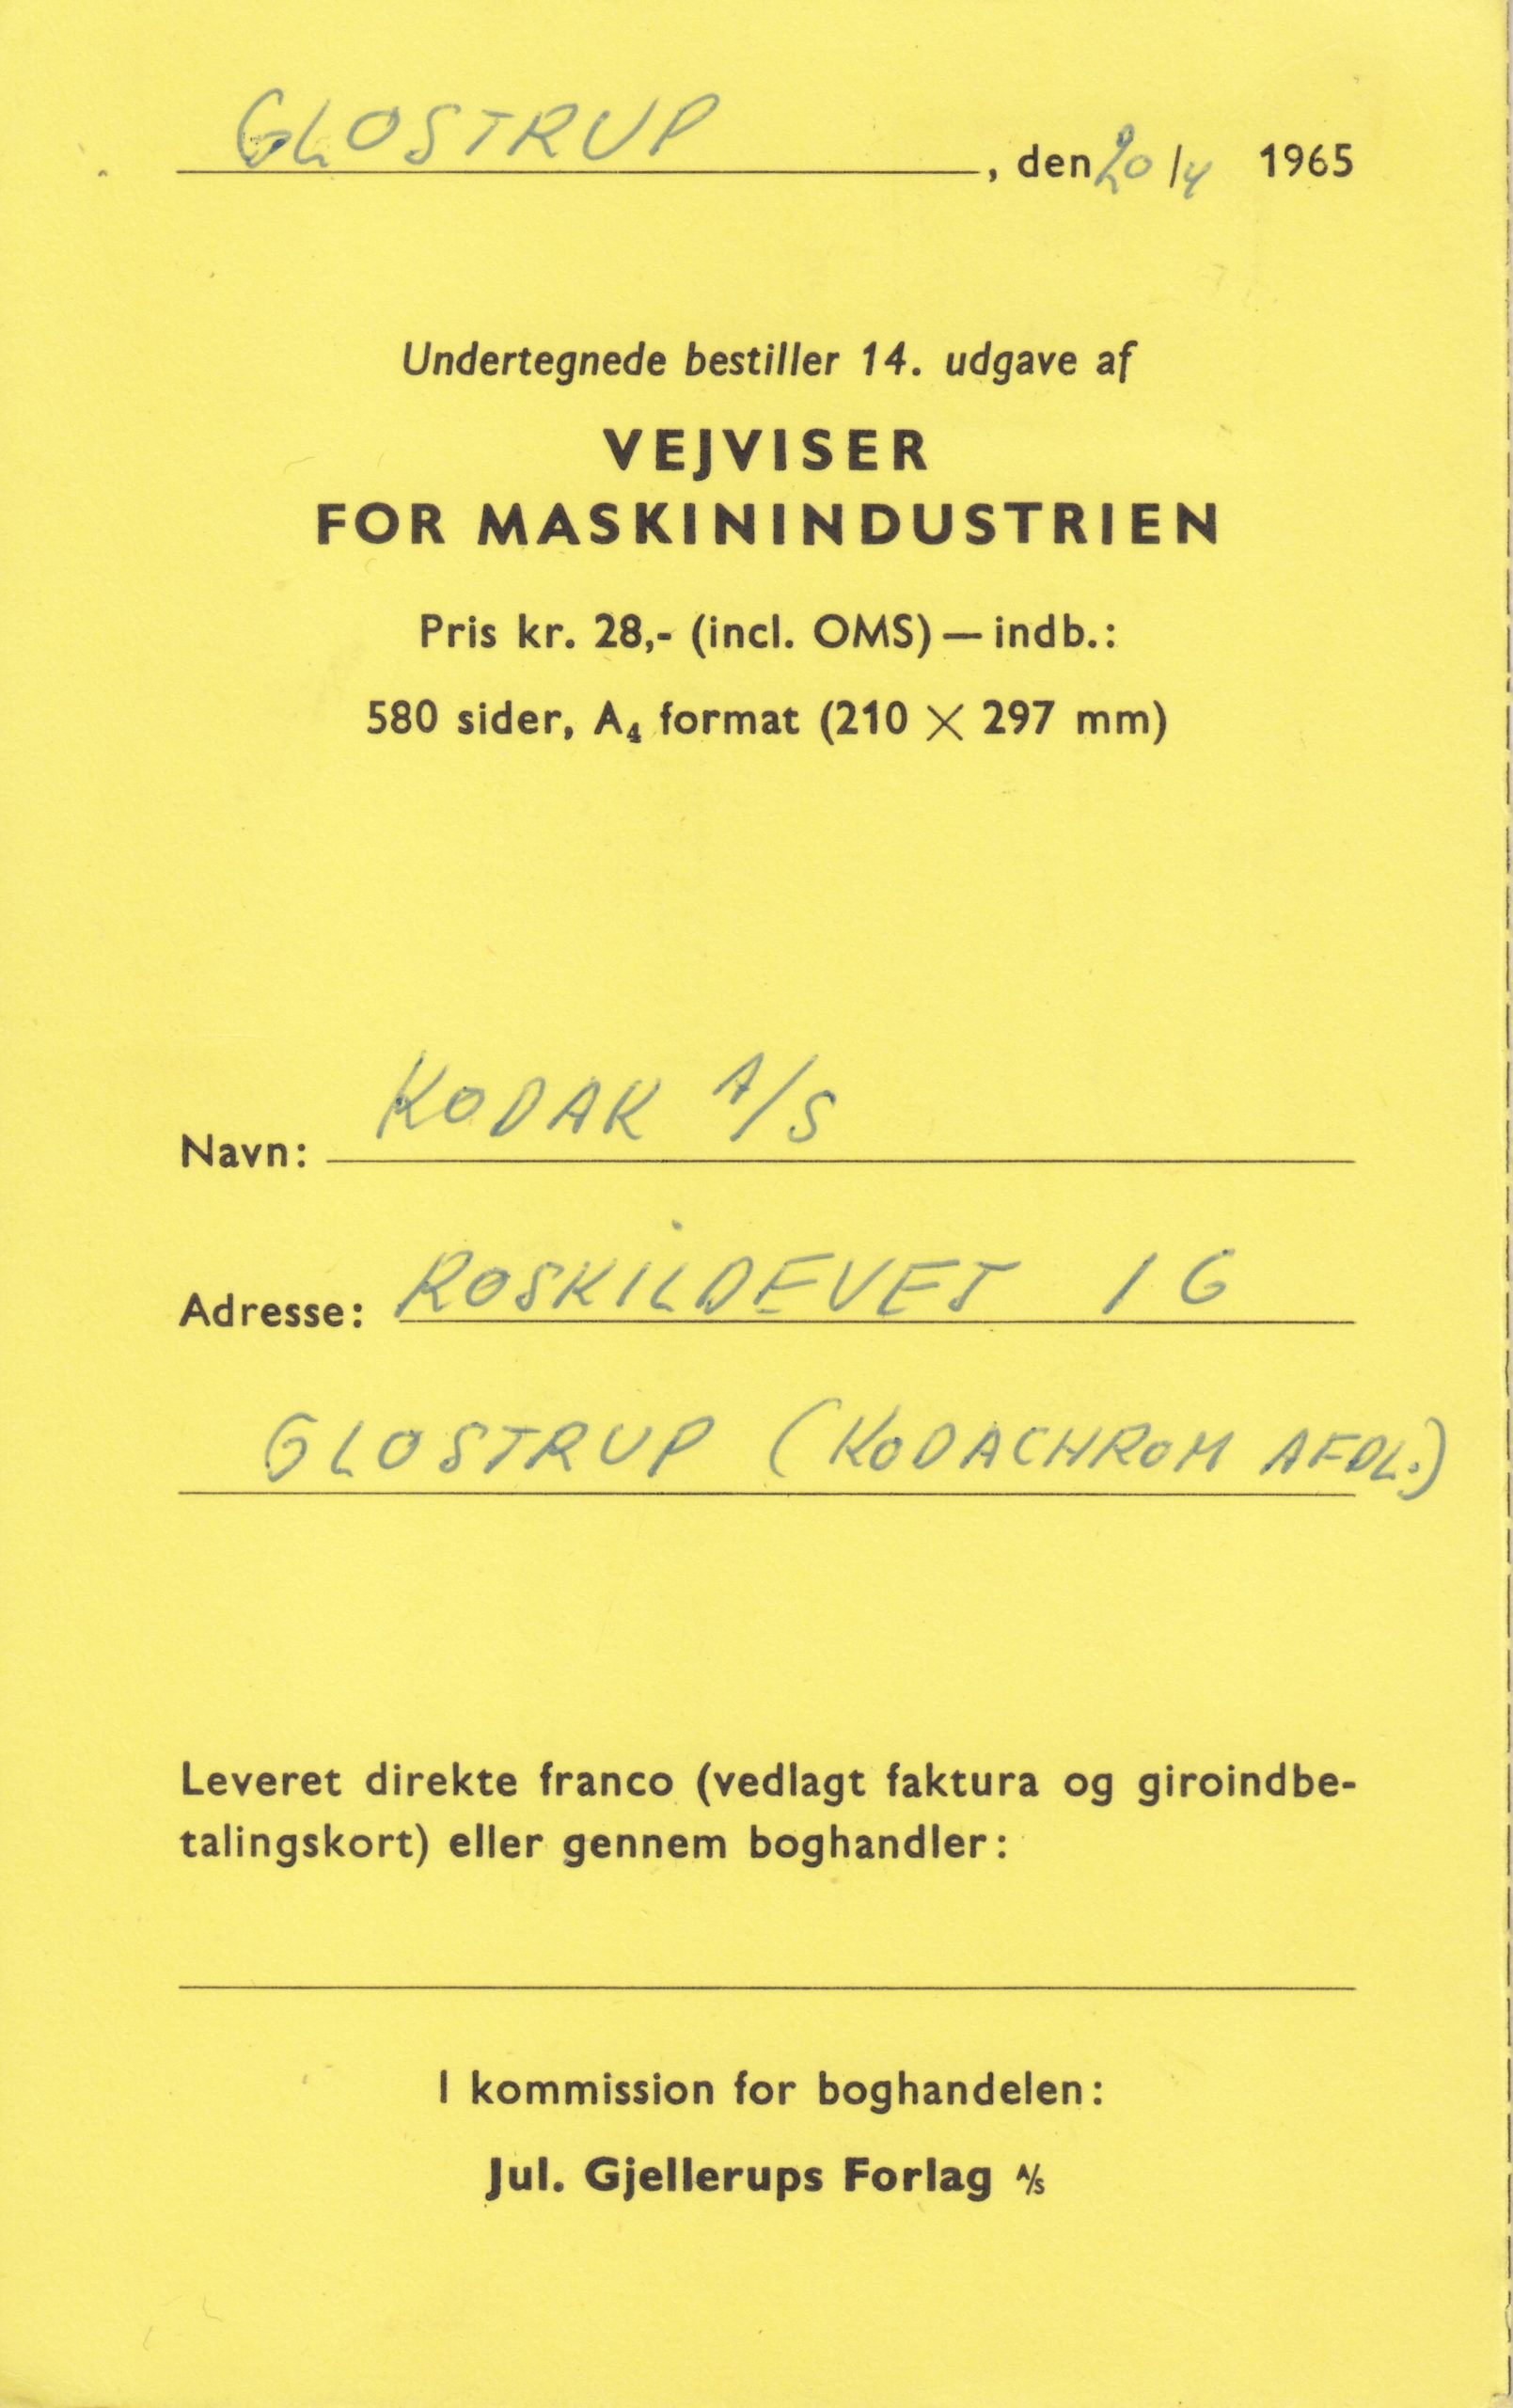 GLOSTRUP, den 20/4 1965
Undertegnede bestiller 14. udgave af
VEJVISER
FOR MASKININDUSTRIEN
Pris kr. 28,- (incl. OMS) — indb.:
580 sider, A4 format (210 × 297 mm)
Navn: KODAK A/S
Adresse: ROSKILDEVEJ 16
GLOSTRUP (KODACHROM AFDL.)
Leveret direkte franco (vedlagt faktura og giroindbe-
talingskort) eller gennem boghandler:
I kommission for boghandelen:
Jul. Gjellerups Forlag A/S